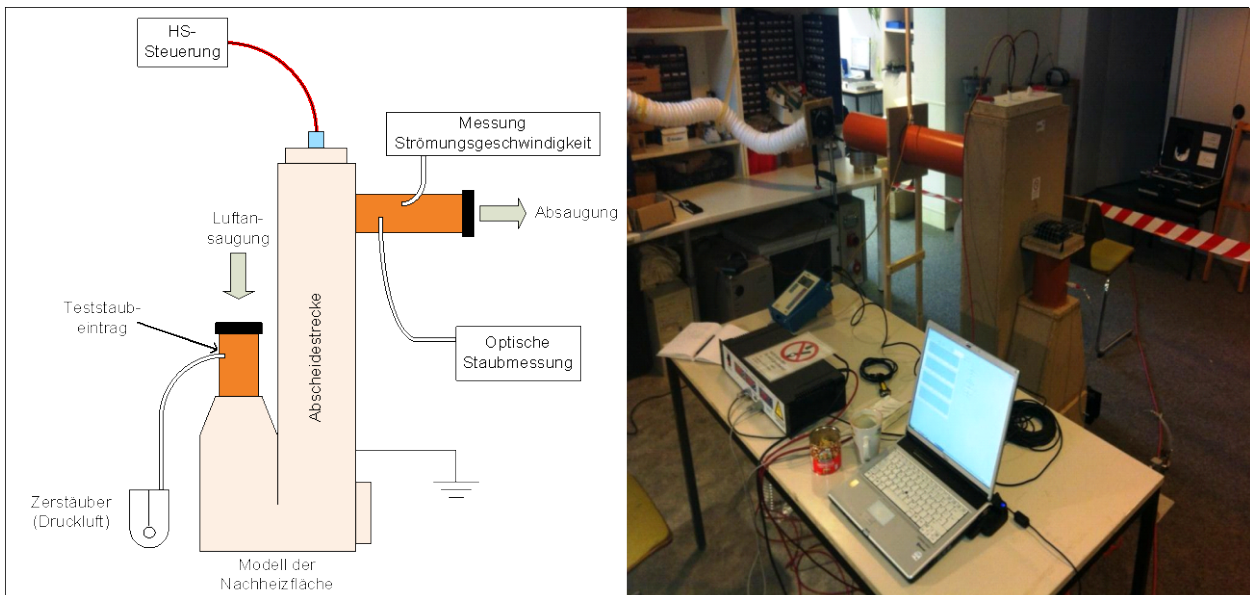 HS-
Steuerung
Messung
Strömungsgeschwindigkeit
Luftan-
saugung
Absaugung
Teststaub-
eintrag
Abscheidestrecke
Optische
Staubmessung
Zerstäuber
(Druckluft)
Modell der
Nachheizfläche